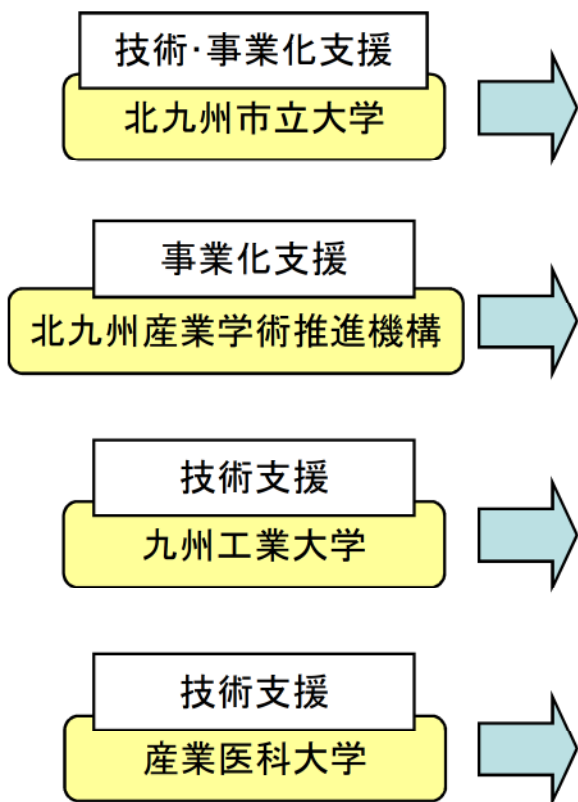 技術･事業化支援
北九州市立大学
事業化支援
北九州産業学術推進機構
技術支援
九州工業大学
技術支援
産業医科大学